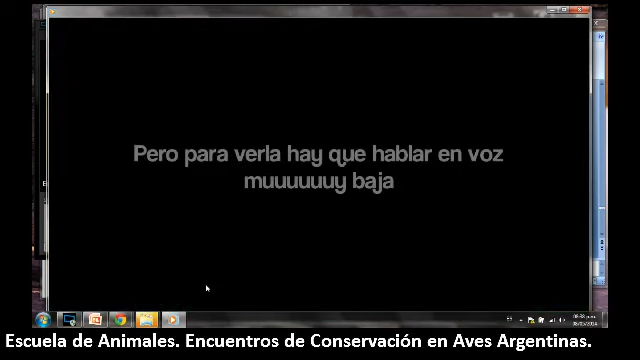 Pero para verla hay que hablar en voz
muuuuuuy baja
Escuela de Animales. Encuentros de Conservación en Aves Argentinas.